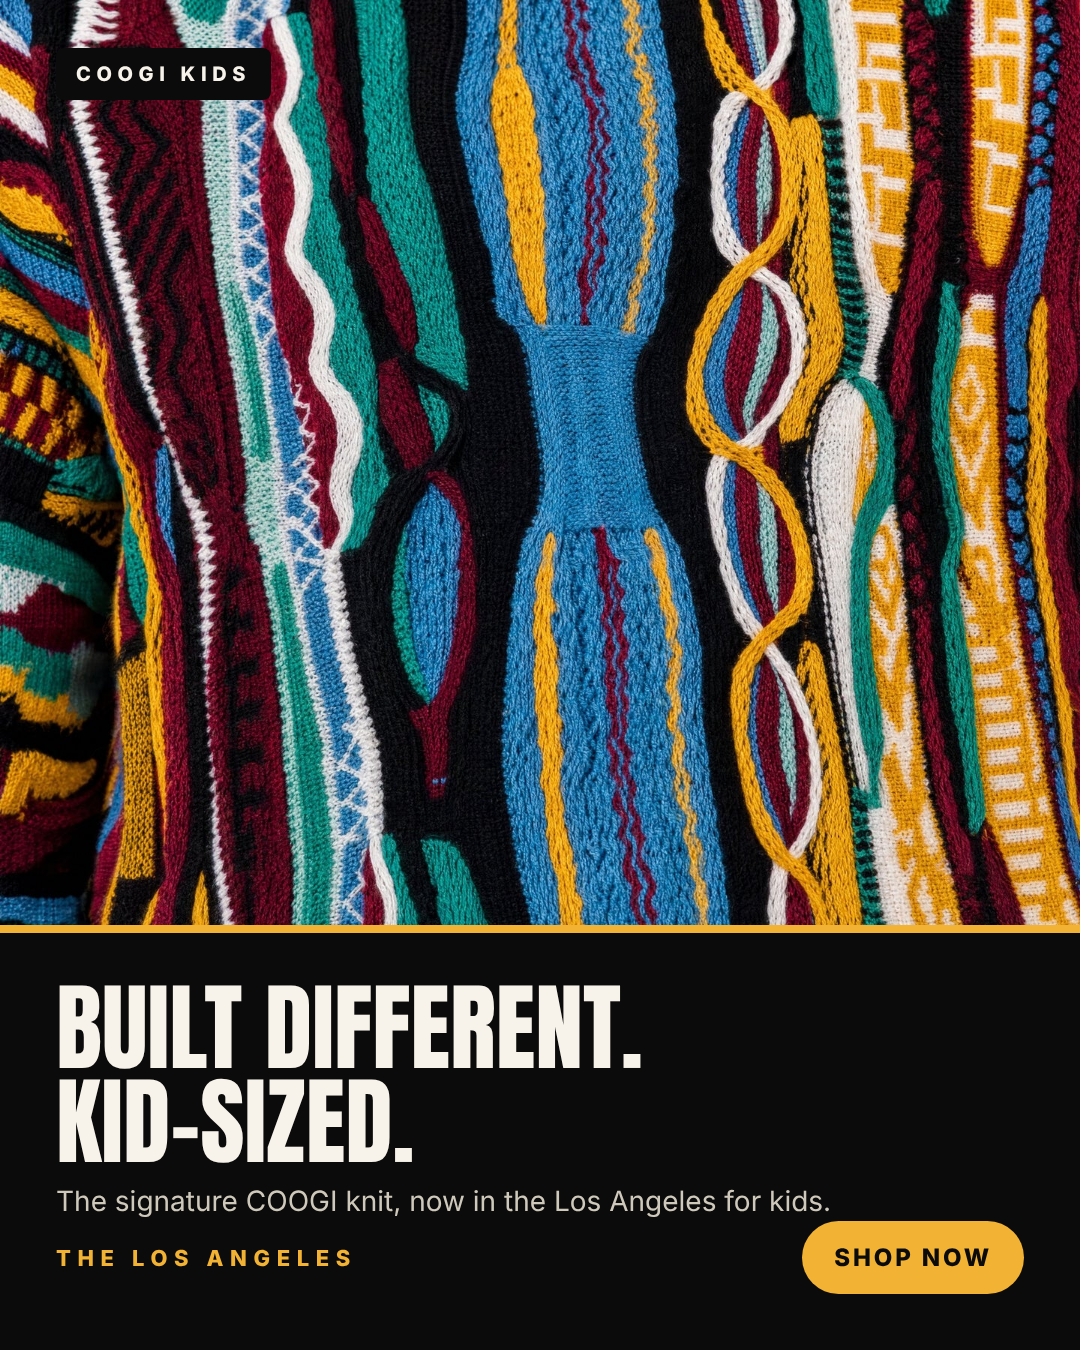 COOGI KIDS
BUILT DIFFERENT.
KID-SIZED.
The signature COOGI knit, now in the Los Angeles for kids.
THE LOS ANGELES
SHOP NOW